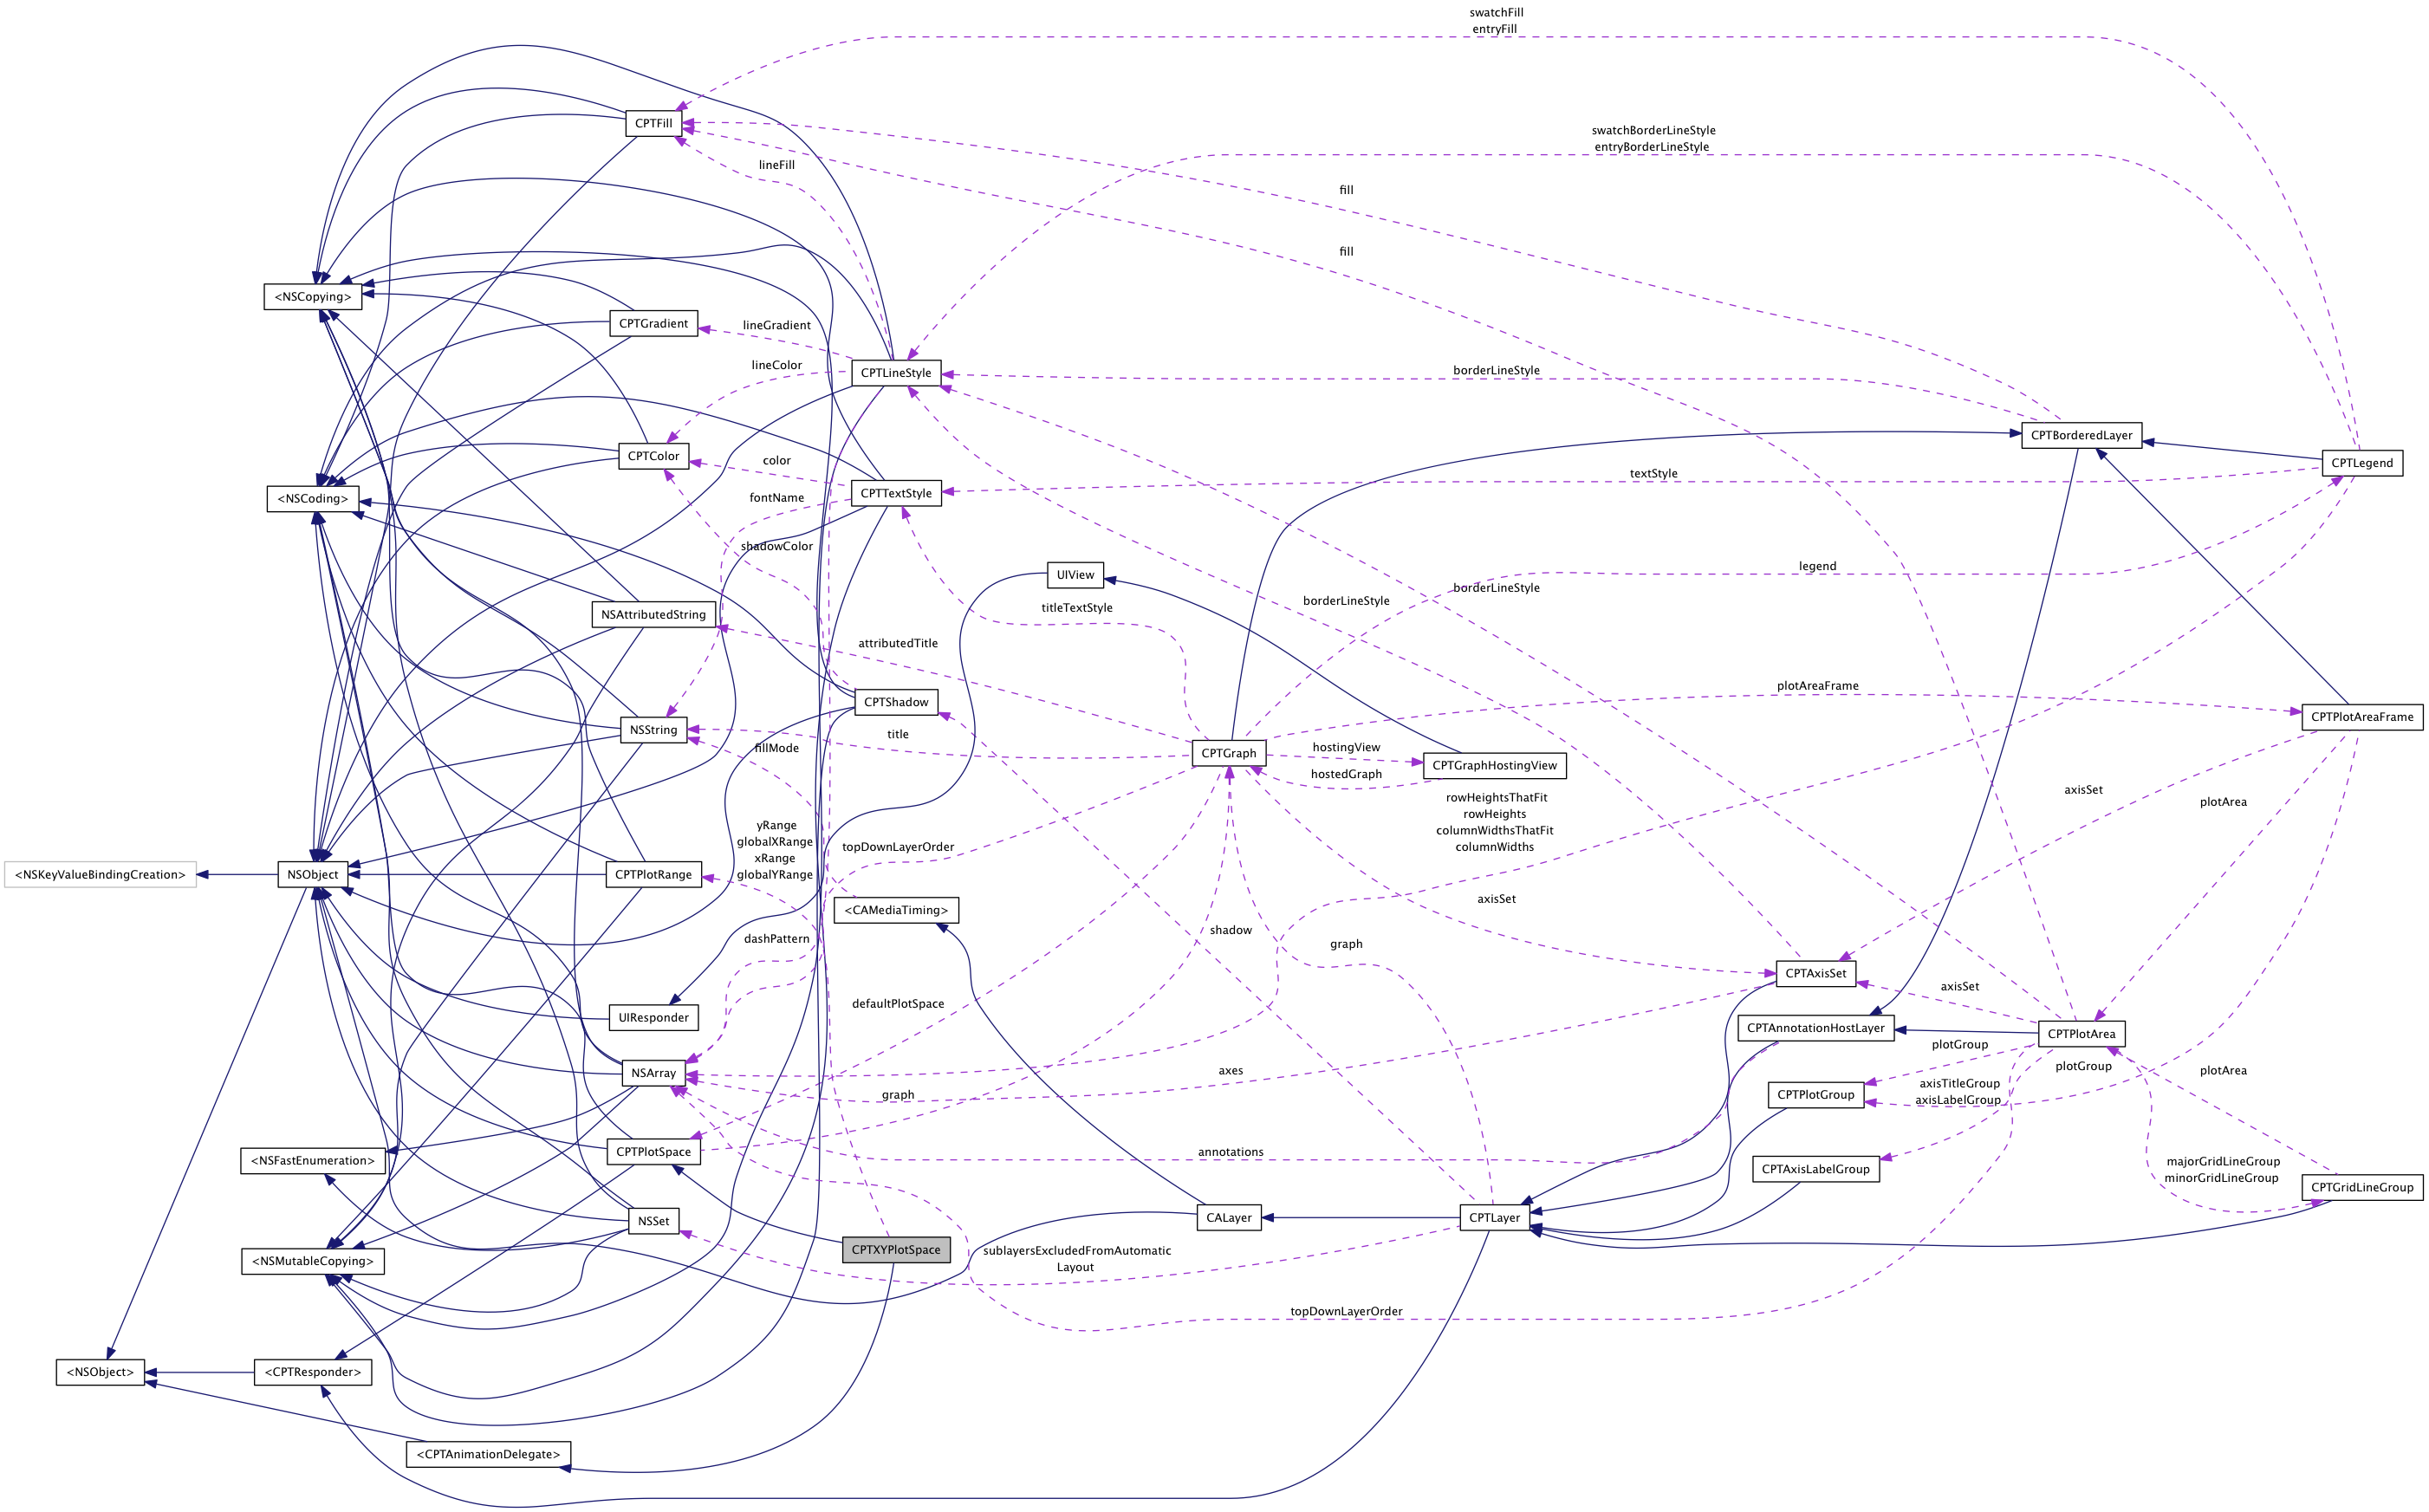 swatchFill
entryFill
CPTFill
swatchBorderLineStyle
entryBorderLineStyle
lineFill
fill
fill
<NSCopying>
CPTGradient
lineGradient
lineColor
CPTLineStyle
borderLineStyle
CPTBorderedLayer
CPTLegend
CPTColor
color
textStyle
<NSCoding>
CPTTextStyle
fontName
shadowColor
UIView
legend
borderLineStyle
borderLineStyle
titleTextStyle
NSAttributedString
attributedTitle
plotAreaFrame
CPTShadow
CPTPlotAreaFrame
NSString
title
fillMode
CPTGraph
hostingView
CPTGraphHostingView
hostedGraph
axisSet
plotArea
rowHeightsThatFit
rowHeights
columnWidthsThatFit
columnWidths
yRange
globalXRange
xRange
globalYRange
topDownLayerOrder
<NSKeyValueBindingCreation>
NSObject
CPTPlotRange
axisSet
<CAMediaTiming>
dashPattern
shadow
graph
CPTAxisSet
axisSet
defaultPlotSpace
UIResponder
CPTAnnotationHostLayer
CPTPlotArea
plotGroup
plotGroup
NSArray
axes
plotArea
graph
CPTPlotGroup
axisTitleGroup
axisLabelGroup
CPTPlotSpace
annotations
<NSFastEnumeration>
CPTAxisLabelGroup
majorGridLineGroup
minorGridLineGroup
CPTGridLineGroup
NSSet
CALayer
CPTLayer
CPTXYPlotSpace
sublayersExcludedFromAutomatic
Layout
<NSMutableCopying>
topDownLayerOrder
<NSObject>
<CPTResponder>
<CPTAnimationDelegate>